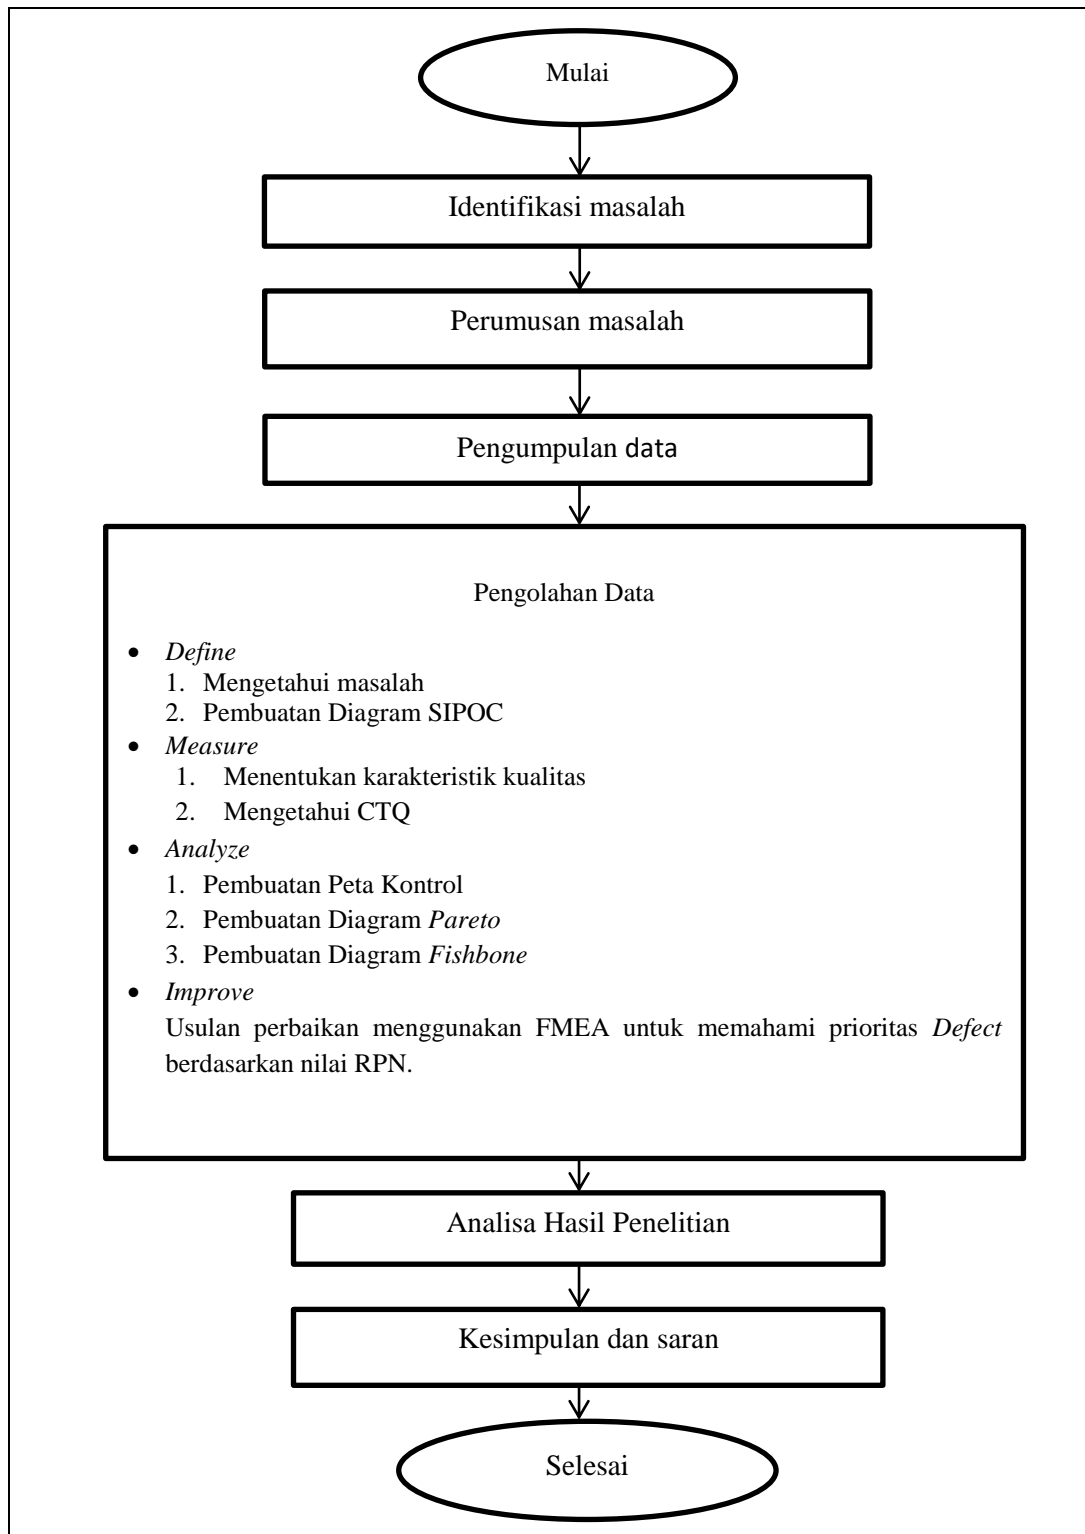 Mulai
Identifikasi masalah
Perumusan masalah
Pengumpulan data
Pengolahan Data
• Define
1. Mengetahui masalah
2. Pembuatan Diagram SIPOC
• Measure
1. Menentukan karakteristik kualitas
2. Mengetahui CTQ
• Analyze
1. Pembuatan Peta Kontrol
2. Pembuatan Diagram Pareto
3. Pembuatan Diagram Fishbone
• Improve
Usulan perbaikan menggunakan FMEA untuk memahami prioritas Defect
berdasarkan nilai RPN.
Analisa Hasil Penelitian
Kesimpulan dan saran
Selesai